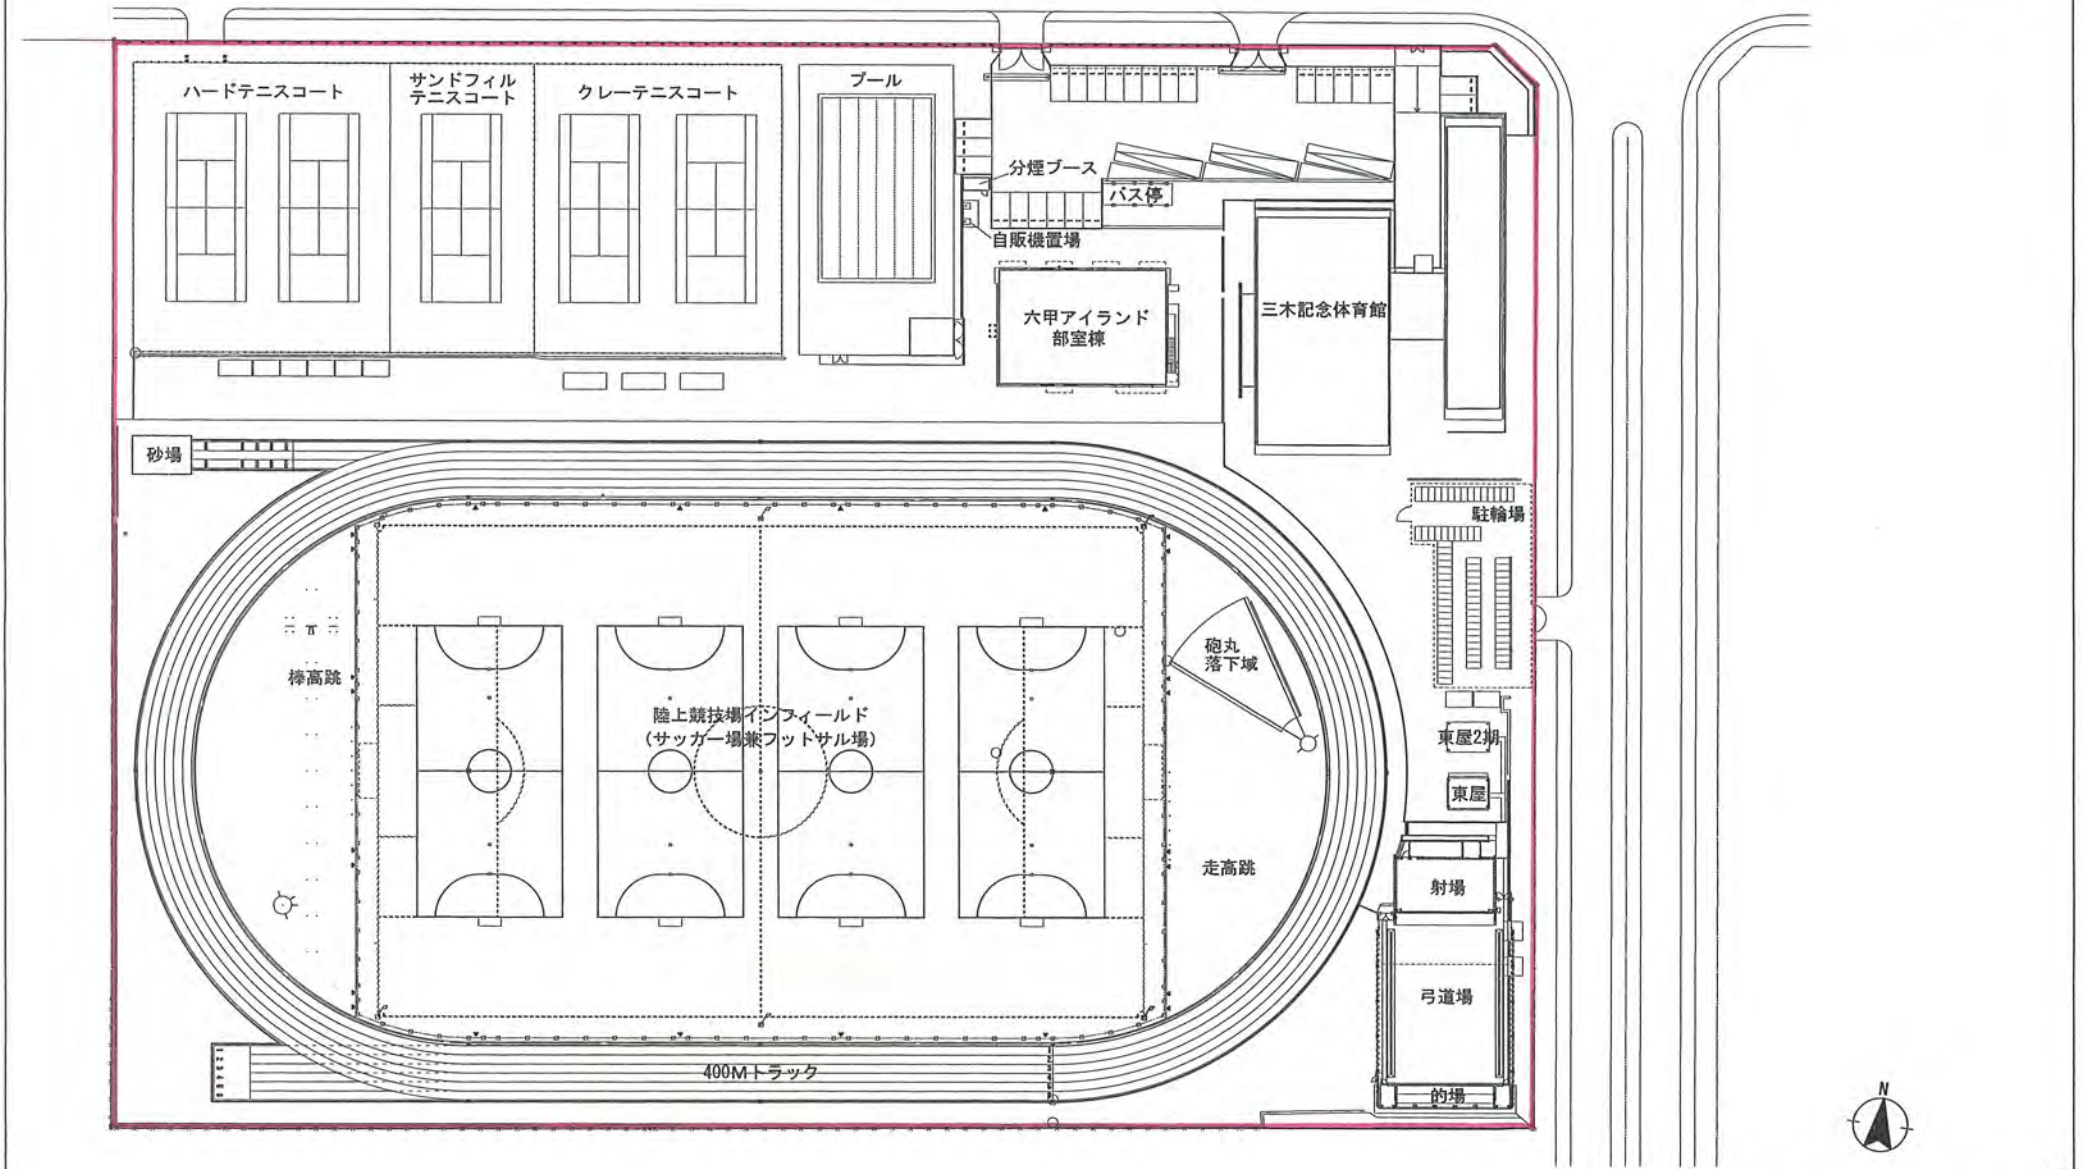 ハードテニスコート
サンドフィル
テニスコート
クレーテニスコート
プール
分煙ブース
バス停
自販機置場
六甲アイランド
部室棟
三木記念体育館
砂場
駐輪場
棒高跳
砲丸
落下域
陸上競技場インフィールド
(サッカー場兼フットサル場)
東屋2期
東屋
走高跳
射場
弓道場
400Mトラック
的場
N